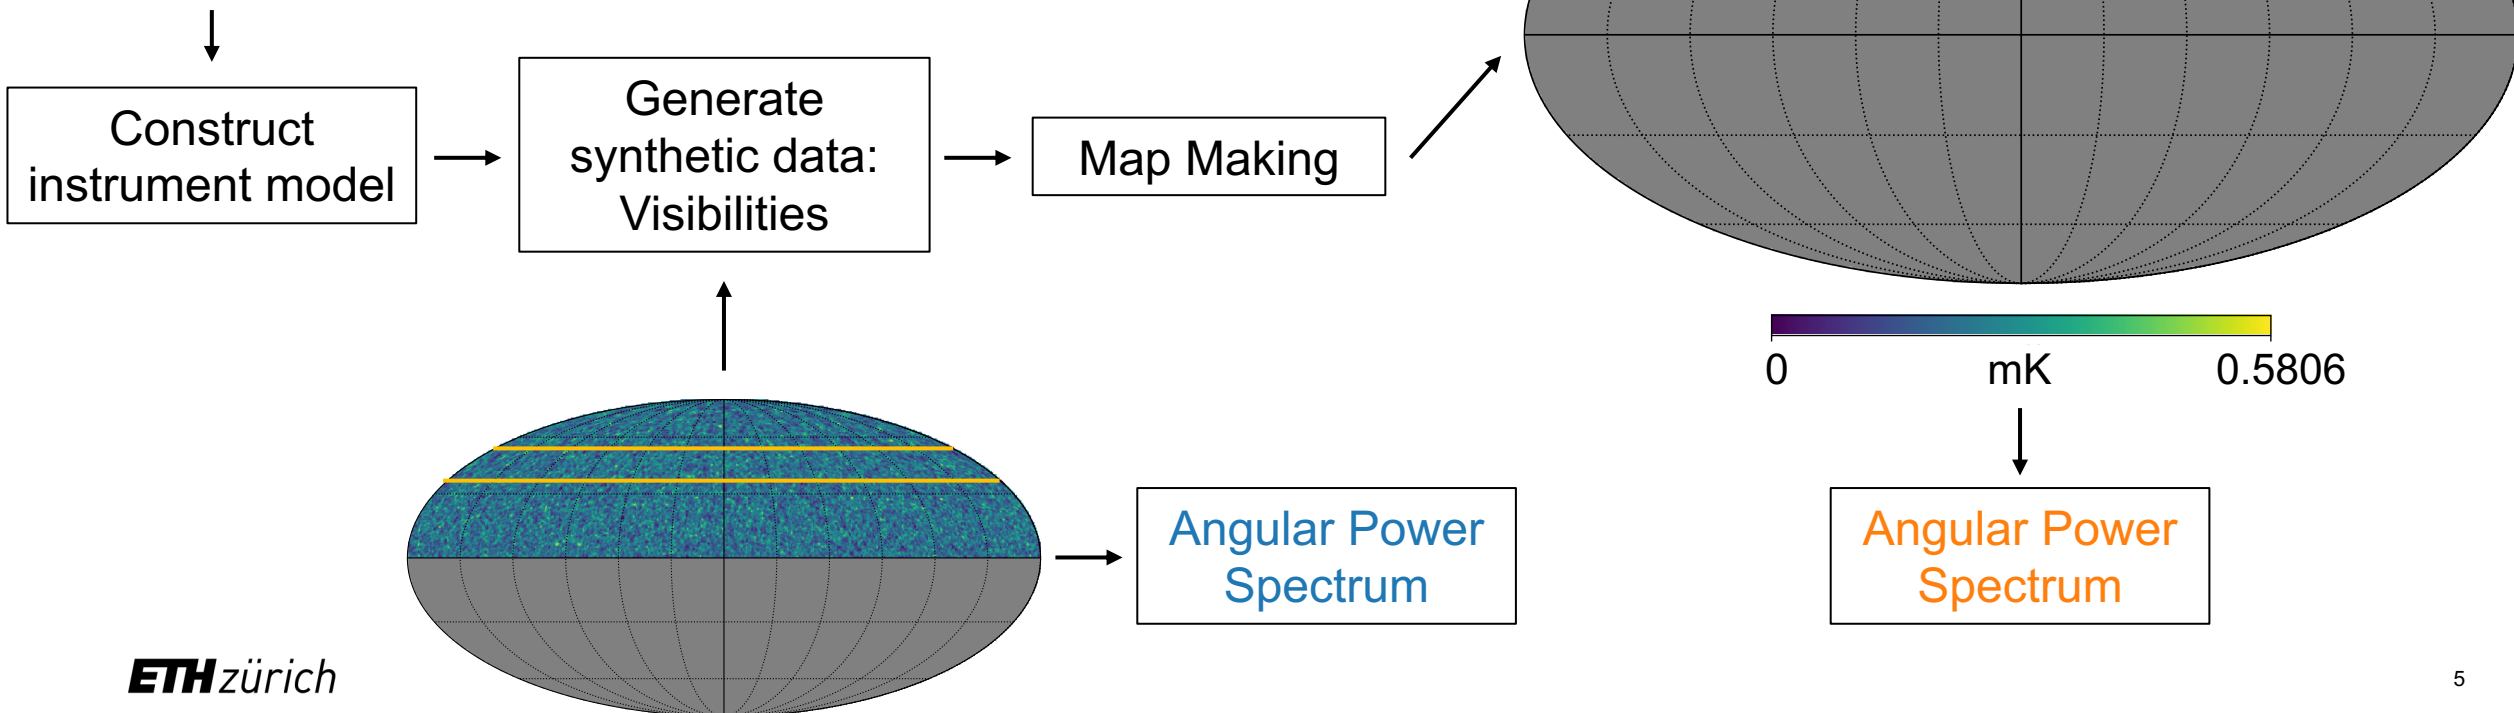 Construct
instrument model
Generate
synthetic data:
Visibilities
Map Making
0 mK 0.5806
Angular Power
Spectrum
Angular Power
Spectrum
ETH zürich
5